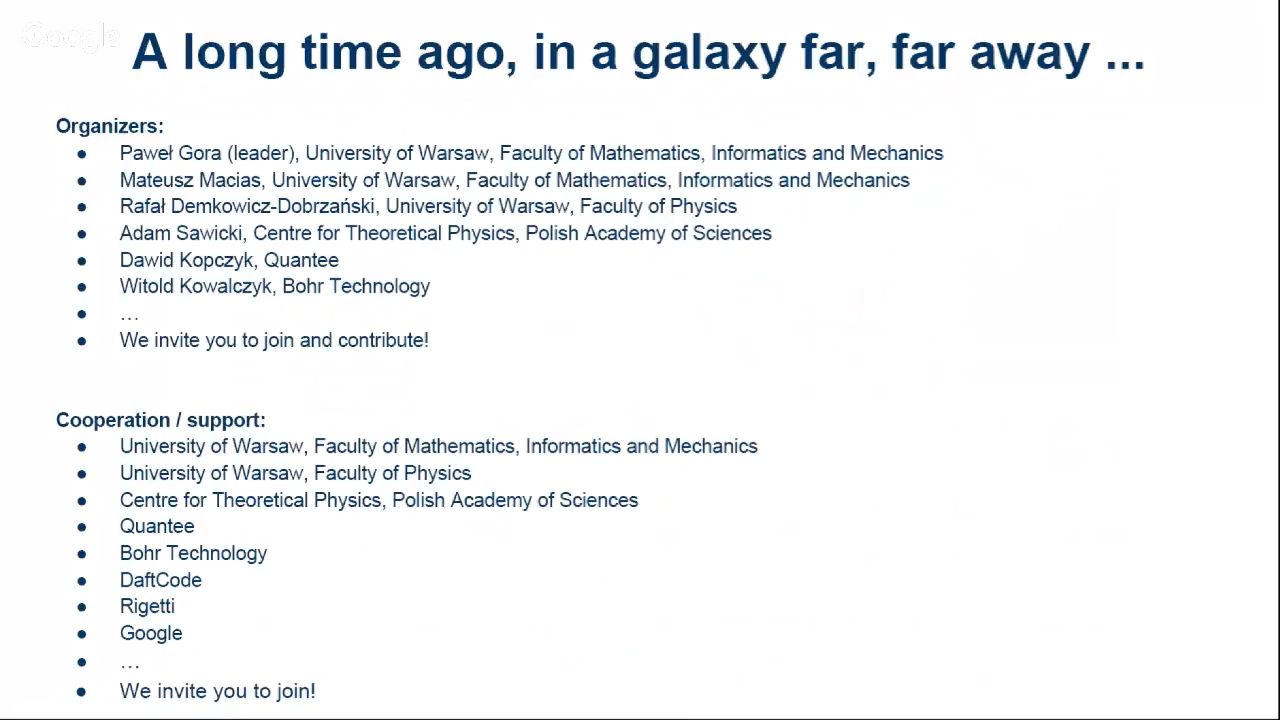 Google
A long time ago, in a galaxy far, far away ...
Organizers:
● Paweł Gora (leader), University of Warsaw, Faculty of Mathematics, Informatics and Mechanics
● Mateusz Macias, University of Warsaw, Faculty of Mathematics, Informatics and Mechanics
● Rafał Demkowicz-Dobrzański, University of Warsaw, Faculty of Physics
● Adam Sawicki, Centre for Theoretical Physics, Polish Academy of Sciences
● Dawid Kopczyk, Quantee
● Witold Kowalczyk, Bohr Technology
● …
● We invite you to join and contribute!
Cooperation / support:
● University of Warsaw, Faculty of Mathematics, Informatics and Mechanics
● University of Warsaw, Faculty of Physics
● Centre for Theoretical Physics, Polish Academy of Sciences
● Quantee
● Bohr Technology
● DaftCode
● Rigetti
● Google
● …
● We invite you to join!